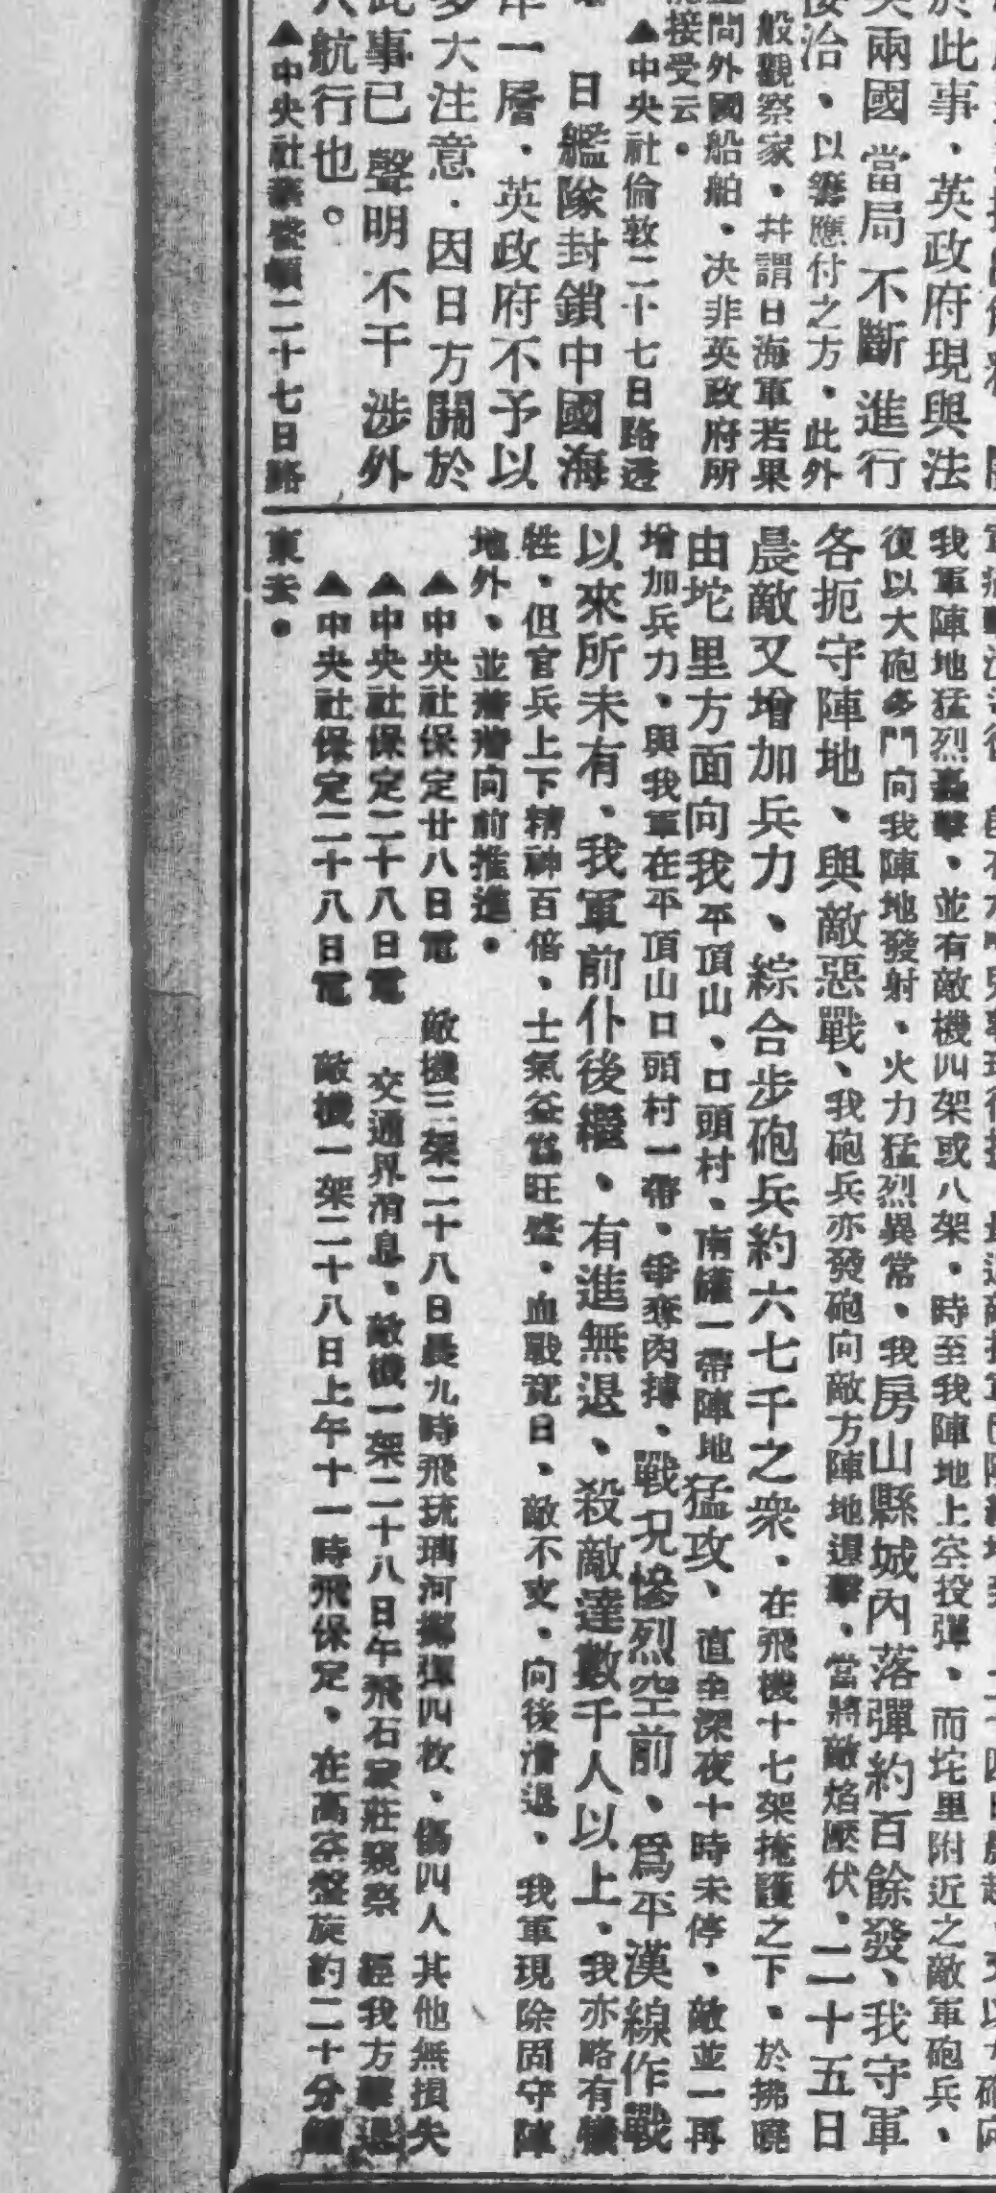 於此事、英政府現與法
英兩國當局不斷進行
接洽、以籌應付之方、此外
般觀察家、并謂日海軍若果
問外國船舶、決非英政府所
能接受云。
▲中央社倫敦二十七日路透
日艦隊封鎖中國海
岸一層、英政府不予以
多大注意．因日方關於
此事已聲明不干涉外
人航行也。
▲中央社華盛頓二十七日路
我軍陣地猛烈轟擊、並有敵機四架或八架、時至我陣地上空投彈、而坨里附近之敵軍砲兵、
復以大砲多門向我陣地發射、火力猛烈異常、我房山縣城內落彈約百餘發、我守軍
各扼守陣地、與敵惡戰、我砲兵亦發砲向敵方陣地還擊、當將敵焰壓伏、二十五日
晨敵又增加兵力、綜合步砲兵約六七千之衆．在飛機十七架掩護之下、於拂曉
由坨里方面向我平頂山、口頭村、南 一帶陣地猛攻、直至深夜十時未停、敵並一再
增加兵力、與我軍在平頂山口頭村一帶、爭奪肉搏、戰况慘烈空前、爲平漢線作戰
以來所未有、我軍前仆後繼、有進無退、殺敵達數千人以上、我亦略有犧
牲、但官兵上下精神百倍、士氣益爲旺盛、血戰竟日、敵不支、向後潰退、我軍現除固守陣
地外、並漸漸向前推進。
▲中央社保定廿八日電　敵機三架二十八日晨九時飛琉璃河擲彈四枚、傷四人其他無損失
▲中央社保定二十八日電　交通界消息、敵機一架二十八日午飛石家莊窺察　經我方擊退
▲中央社保定二十八日電　敵機一架二十八日上午十一時飛保定、在高空盤旋約二十分鐘
東去。